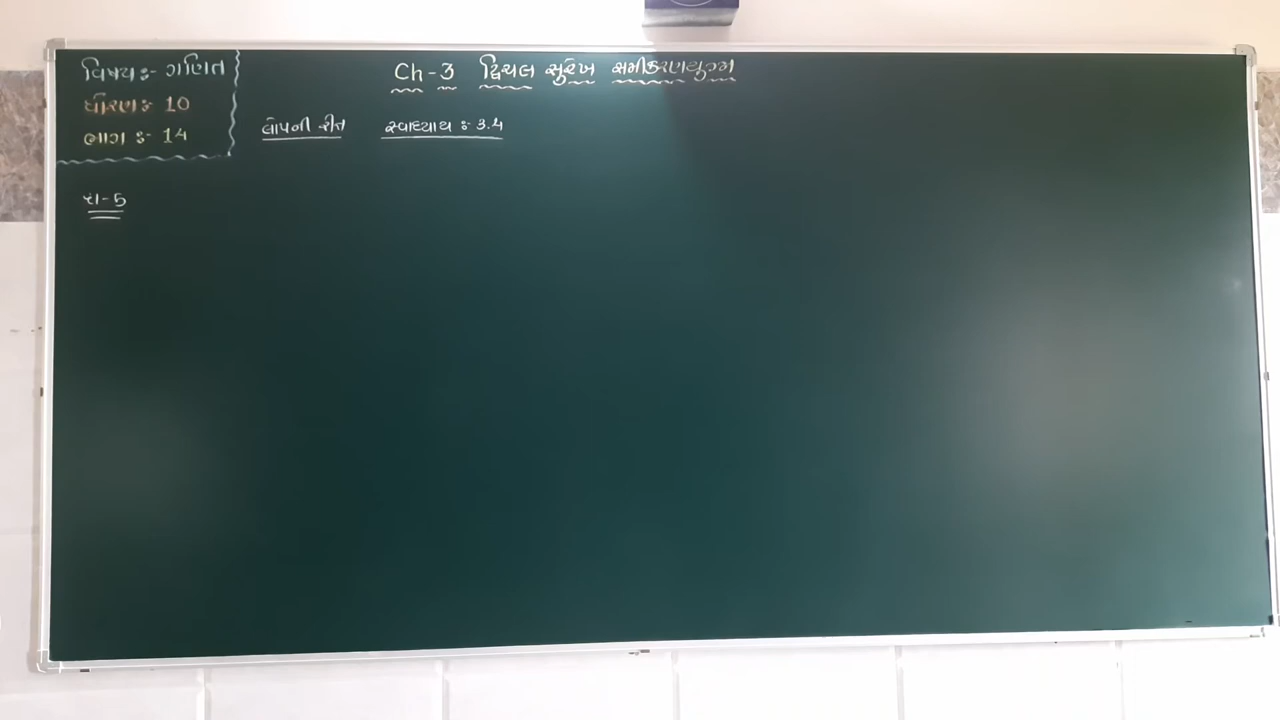 વિષય :- ગણિત
ધોરણ :- 10
ભાગ :- 14
Ch - 3 દ્વિચલ સુરેખ સમીકરણયુગ્મ
લોપની રીત સ્વાધ્યાય :- 3.4
રા-5